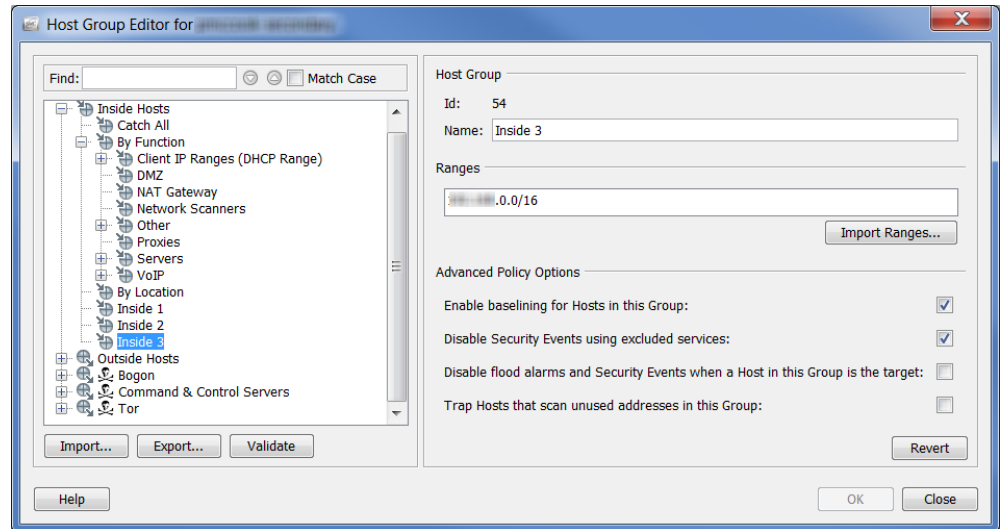 Host Group Editor for
Find:
Match Case
Inside Hosts
Catch All
By Function
Client IP Ranges (DHCP Range)
DMZ
NAT Gateway
Network Scanners
Other
Proxies
Servers
VoIP
By Location
Inside 1
Inside 2
Inside 3
Outside Hosts
Bogon
Command & Control Servers
Tor
Import... Export... Validate
Host Group
Id: 54
Name: Inside 3
Ranges
.0.0/16
Import Ranges...
Advanced Policy Options
Enable baselining for Hosts in this Group:
Disable Security Events using excluded services:
Disable flood alarms and Security Events when a Host in this Group is the target:
Trap Hosts that scan unused addresses in this Group:
Revert
Help OK Close